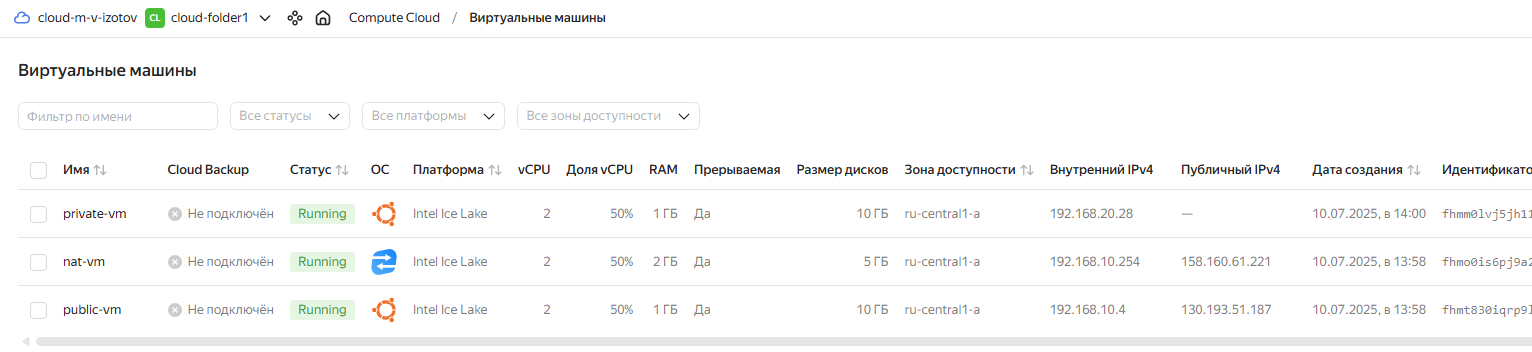 cloud-m-v-izotov CL cloud-folder1 Compute Cloud / Виртуальные машины
Виртуальные машины
Фильтр по имени Все статусы Все платформы Все зоны доступности
Имя Cloud Backup Статус ОС Платформа vCPU Доля vCPU RAM Прерываемая Размер дисков Зона доступности Внутренний IPv4 Публичный IPv4 Дата создания Идентификато
private-vm Не подключён Running Intel Ice Lake 2 50% 1 ГБ Да 10 ГБ ru-central1-a 192.168.20.28 — 10.07.2025, в 14:00 fhmm0lvj5jh11
nat-vm Не подключён Running Intel Ice Lake 2 50% 2 ГБ Да 5 ГБ ru-central1-a 192.168.10.254 158.160.61.221 10.07.2025, в 13:58 fhmo0is6pj9a2
public-vm Не подключён Running Intel Ice Lake 2 50% 1 ГБ Да 10 ГБ ru-central1-a 192.168.10.4 130.193.51.187 10.07.2025, в 13:58 fhmt830iqrp9l